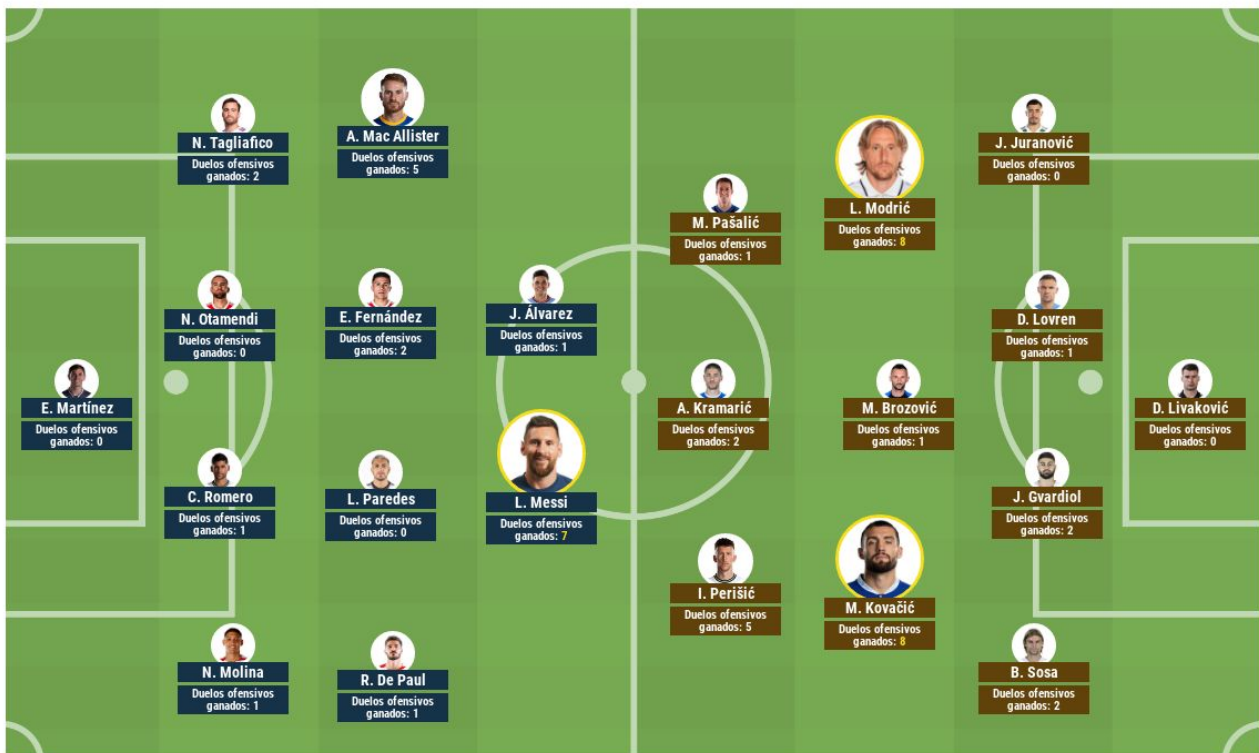 N. Tagliafico
Duelos ofensivos
ganados: 2
A. Mac Allister
Duelos ofensivos
ganados: 5
N. Otamendi
Duelos ofensivos
ganados: 0
E. Fernández
Duelos ofensivos
ganados: 2
J. Álvarez
Duelos ofensivos
ganados: 1
E. Martínez
Duelos ofensivos
ganados: 0
C. Romero
Duelos ofensivos
ganados: 1
L. Paredes
Duelos ofensivos
ganados: 0
L. Messi
Duelos ofensivos
ganados: 7
N. Molina
Duelos ofensivos
ganados: 1
R. De Paul
Duelos ofensivos
ganados: 1
M. Pašalić
Duelos ofensivos
ganados: 1
L. Modrić
Duelos ofensivos
ganados: 8
J. Juranović
Duelos ofensivos
ganados: 0
D. Lovren
Duelos ofensivos
ganados: 1
A. Kramarić
Duelos ofensivos
ganados: 2
M. Brozović
Duelos ofensivos
ganados: 1
D. Livaković
Duelos ofensivos
ganados: 0
J. Gvardiol
Duelos ofensivos
ganados: 2
I. Perišić
Duelos ofensivos
ganados: 5
M. Kovačić
Duelos ofensivos
ganados: 8
B. Sosa
Duelos ofensivos
ganados: 2